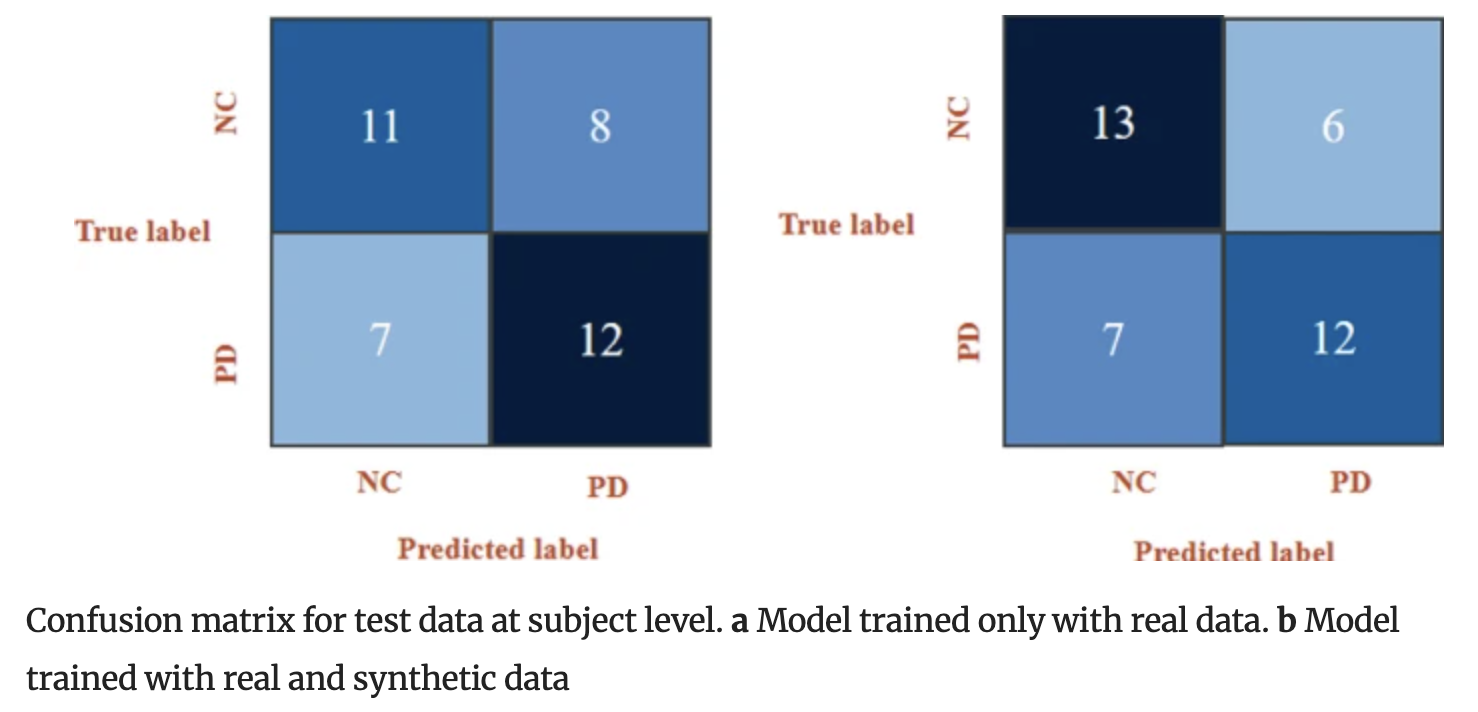 NC
11
8
True label
PD
7
12
NC
PD
Predicted label
NC
13
6
True label
PD
7
12
NC
PD
Predicted label
Confusion matrix for test data at subject level. a Model trained only with real data. b Model
trained with real and synthetic data